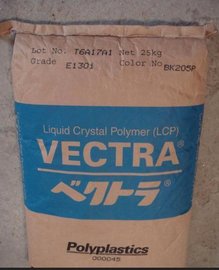 Lot No. T6A17A1 Net 25kg
Grade E130i Color No. BK205P
Liquid Crystal Polymer (LCP)
VECTRA®
ベクトラ®
Polyplastics
000045